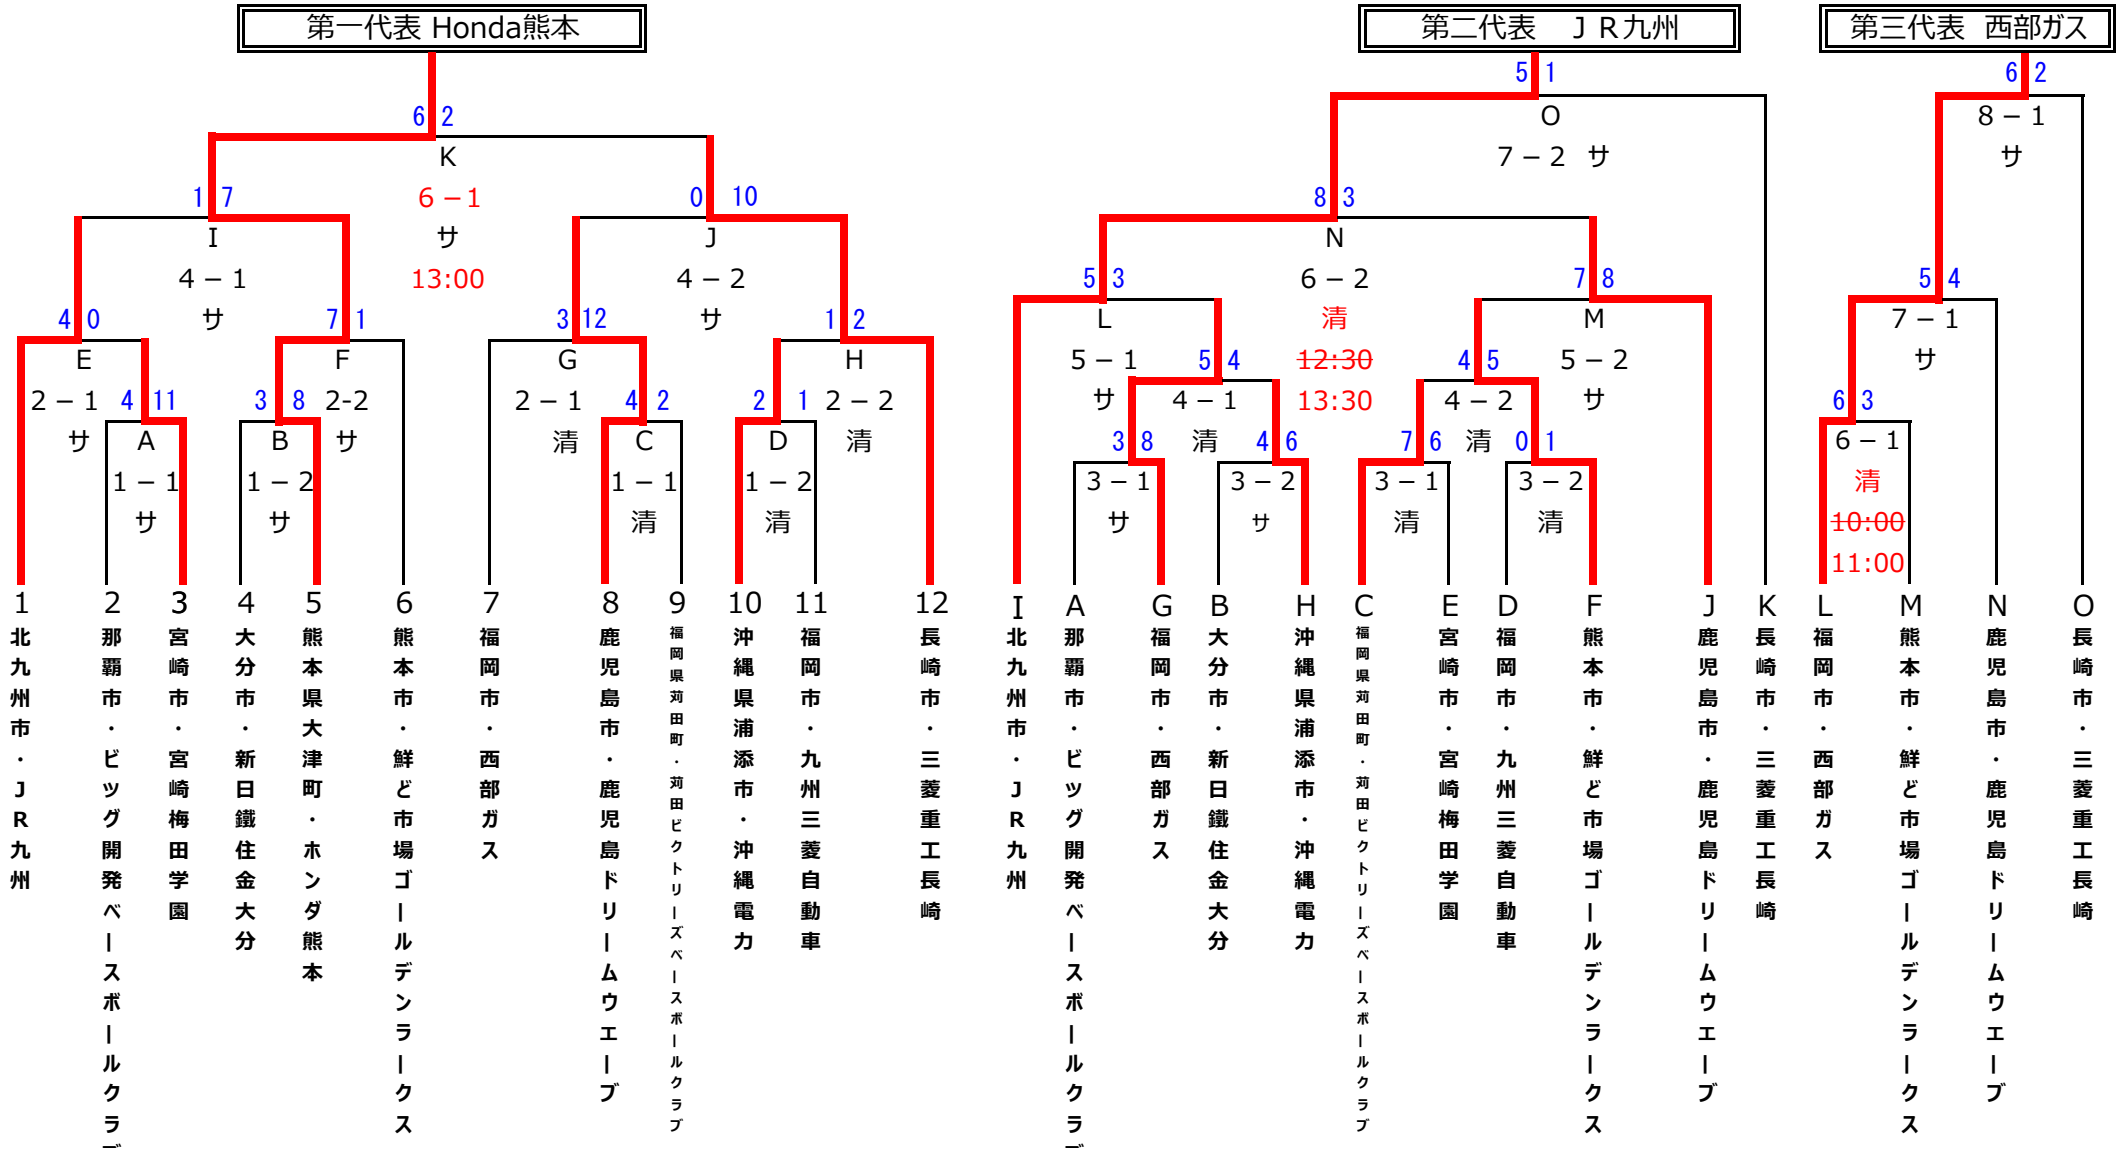 第一代表 Honda熊本
第二代表 ＪＲ九州
第三代表 西部ガス
5 1
6 2
6 2
O
8 − 1
K
7 − 2 サ
サ
1 7
6 − 1
0 10
8 3
I
サ
J
N
4 − 1
13:00
4 − 2
5 3
6 − 2
7 8
5 4
サ
4 0
7 1
3 12
サ
1 2
L
清
M
7 − 1
E
F
G
H
5 − 1
5 4
12:30
4 5
5 − 2
サ
2 − 1
4 11
3 8
2-2
2 − 1
4 2
2 1
2 − 2
サ
4 − 1
13:30
4 − 2
サ
6 3
サ
A
B
サ
清
C
D
清
3 8
清
4 6
7 6
清
0 1
6 − 1
1 − 1
1 − 2
1 − 1
1 − 2
3 − 1
3 − 2
3 − 1
3 − 2
清
サ
サ
清
清
サ
サ
清
清
10:00
11:00
1
北九州市・JR九州
2
那覇市・ビッグ開発ベースボールクラブ
3
宮崎市・宮崎梅田学園
4
大分市・新日鐵住金大分
5
熊本県大津町・ホンダ熊本
6
熊本市・鮮ど市場ゴールデンラークス
7
福岡市・西部ガス
8
鹿児島市・鹿児島ドリームウエーブ
9
福岡県苅田町・苅田ビクトリーズベースボールクラブ
10
沖縄県浦添市・沖縄電力
11
福岡市・九州三菱自動車
12
長崎市・三菱重工長崎
I
北九州市・JR九州
A
那覇市・ビッグ開発ベースボールクラブ
G
福岡市・西部ガス
B
大分市・新日鐵住金大分
H
沖縄県浦添市・沖縄電力
C
福岡県苅田町・苅田ビクトリーズベースボールクラブ
E
宮崎市・宮崎梅田学園
D
福岡市・九州三菱自動車
F
熊本市・鮮ど市場ゴールデンラークス
J
鹿児島市・鹿児島ドリームウエーブ
K
長崎市・三菱重工長崎
L
福岡市・西部ガス
M
熊本市・鮮ど市場ゴールデンラークス
N
鹿児島市・鹿児島ドリームウエーブ
O
長崎市・三菱重工長崎